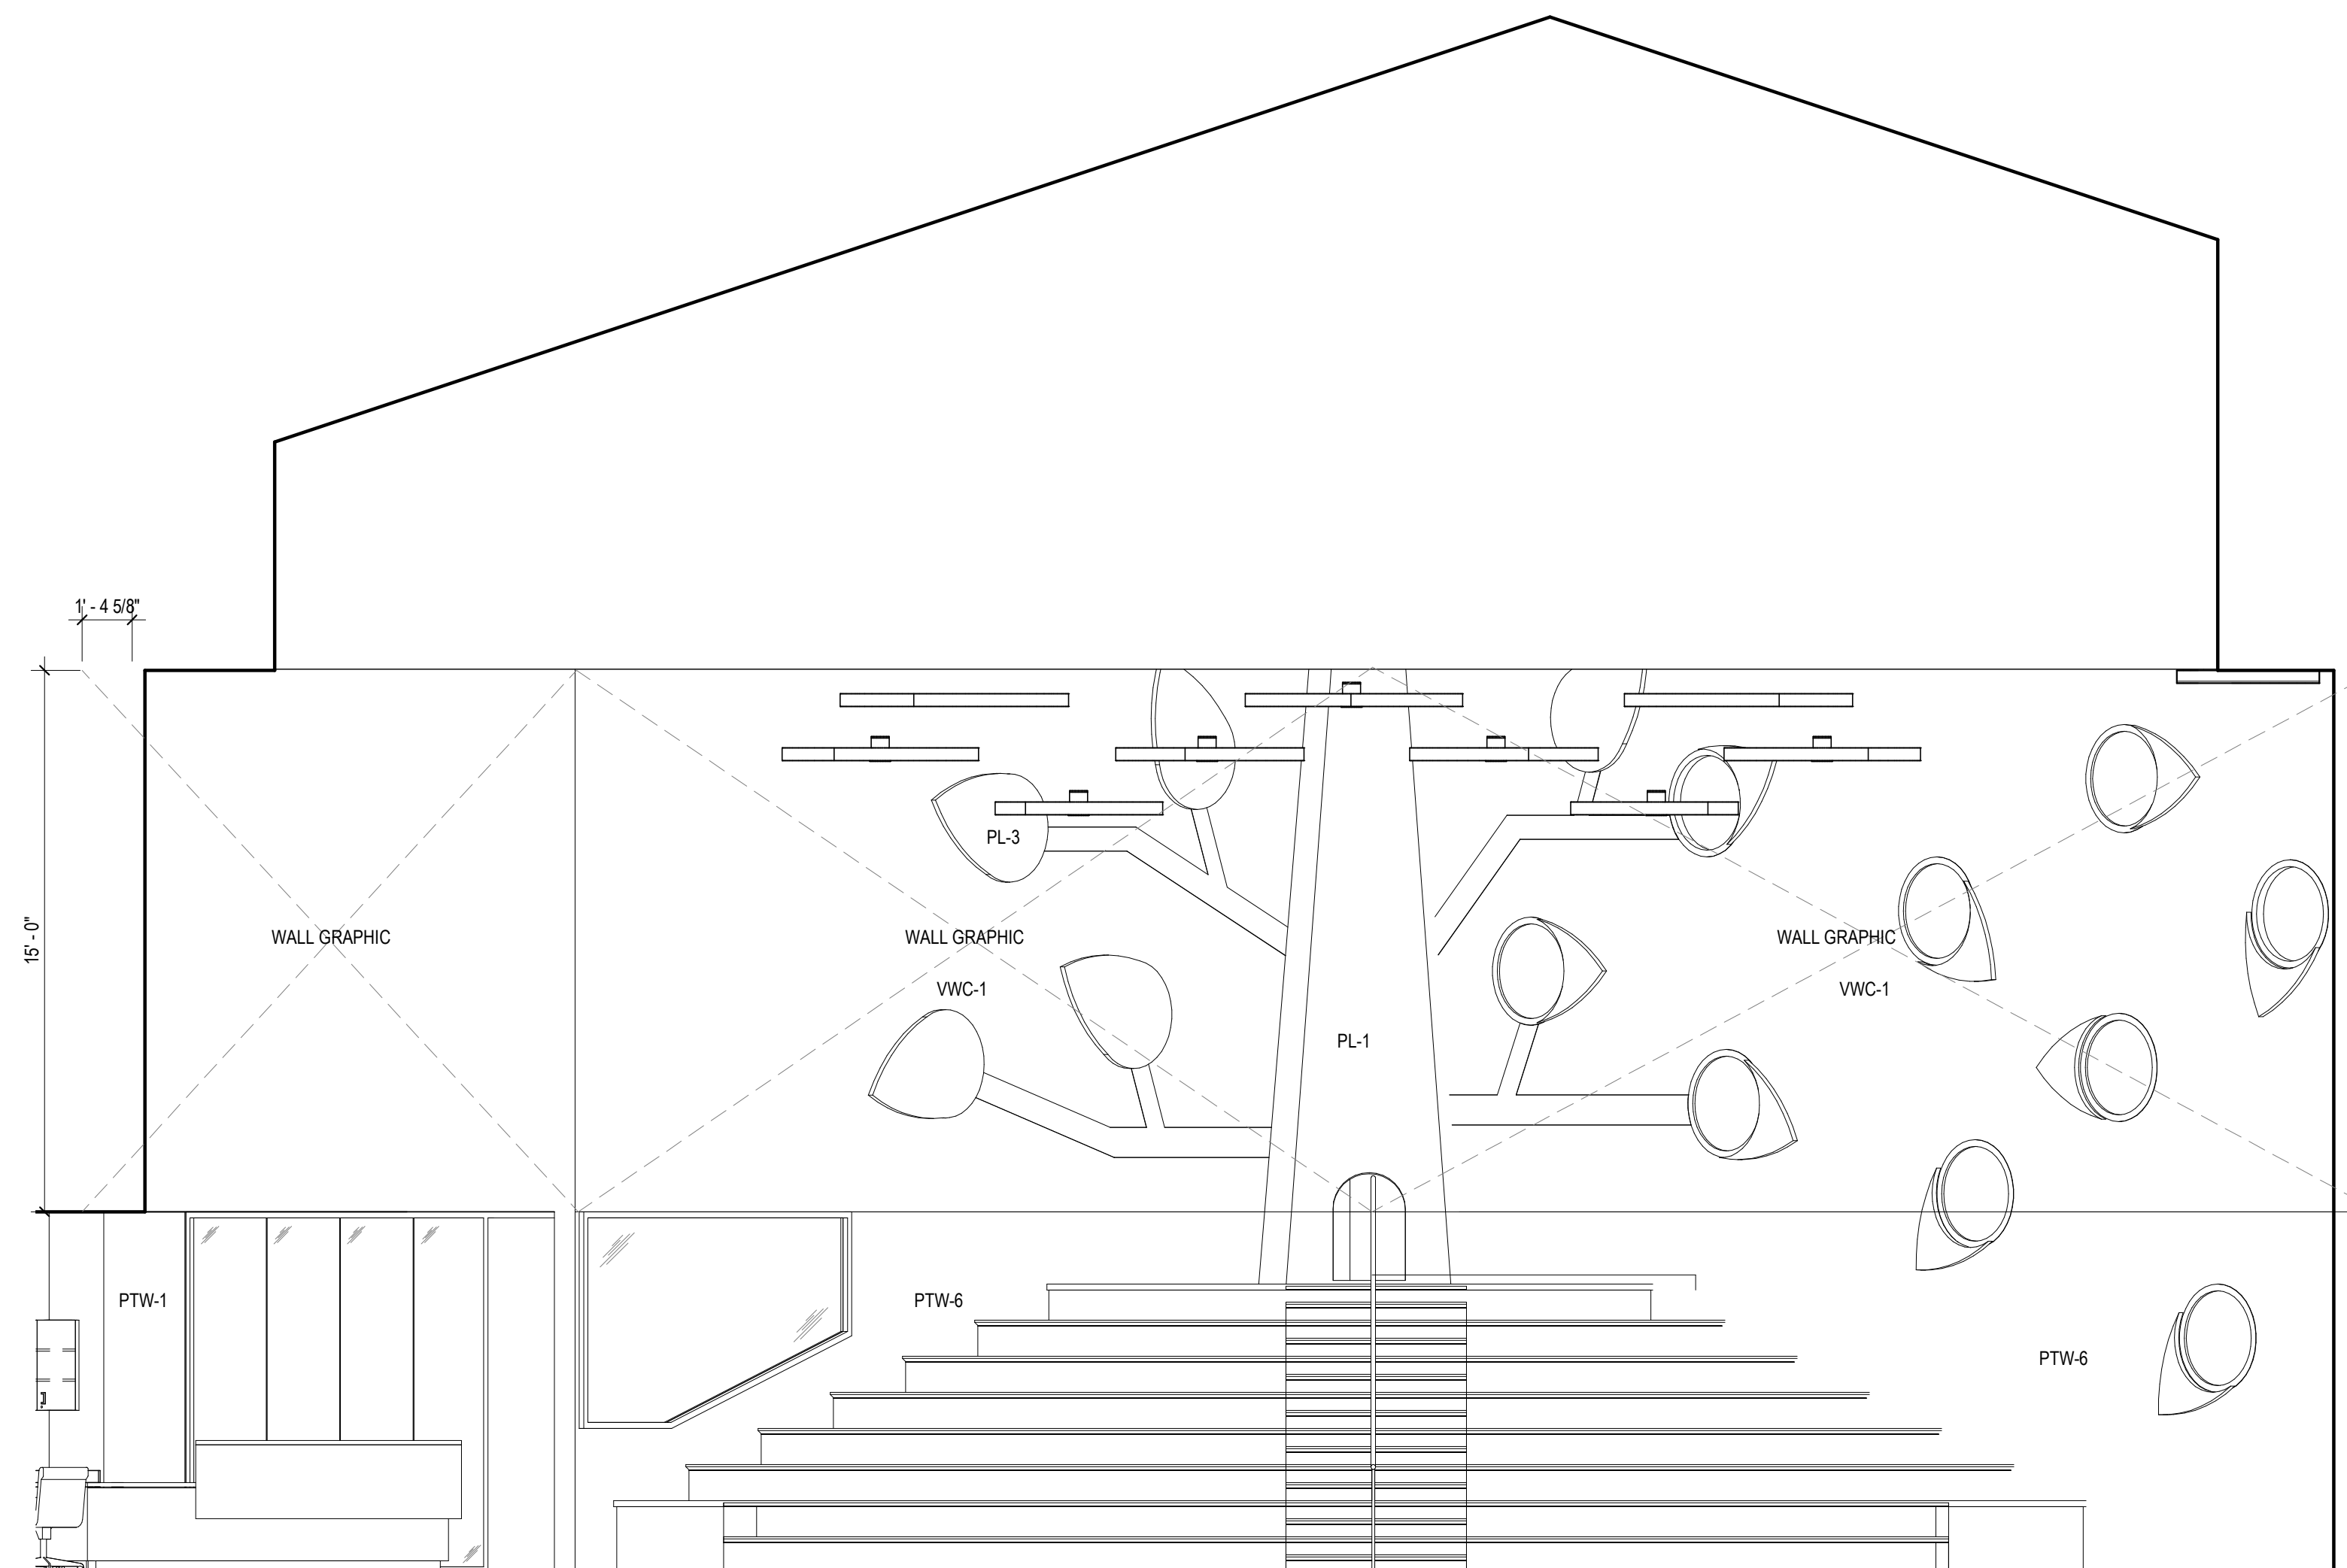 1' - 4 5/8"
PL-3
15' - 0"
WALL GRAPHIC
WALL GRAPHIC
WALL GRAPHIC
VWC-1
VWC-1
PL-1
PTW-1
PTW-6
PTW-6